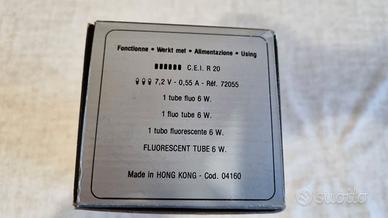 Fonctionne • Werkt met • Alimentazione • Using
C.E.I. R 20
7,2 V - 0,55 A - Réf. 72055
1 tube fluo 6 W.
1 fluo tube 6 W.
1 tubo fluorescente 6 W.
FLUORESCENT TUBE 6 W.
Made in HONG KONG - Cod. 04160
subito